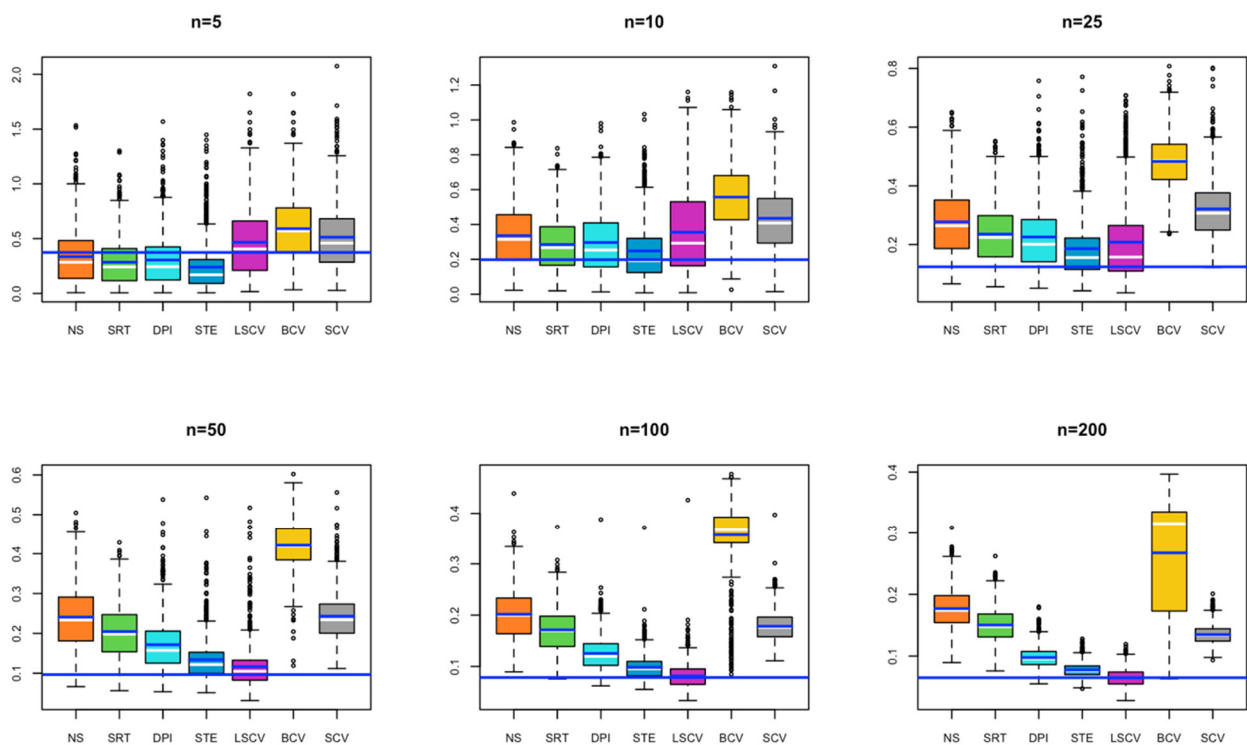 n=5
2.0
1.5
1.0
0.5
0.0
NS SRT DPI STE LSCV BCV SCV
n=10
1.2
1.0
0.8
0.6
0.4
0.2
0.0
NS SRT DPI STE LSCV BCV SCV
n=25
0.8
0.6
0.4
0.2
NS SRT DPI STE LSCV BCV SCV
n=50
0.6
0.5
0.4
0.3
0.2
0.1
NS SRT DPI STE LSCV BCV SCV
n=100
0.4
0.3
0.2
0.1
NS SRT DPI STE LSCV BCV SCV
n=200
0.4
0.3
0.2
0.1
NS SRT DPI STE LSCV BCV SCV